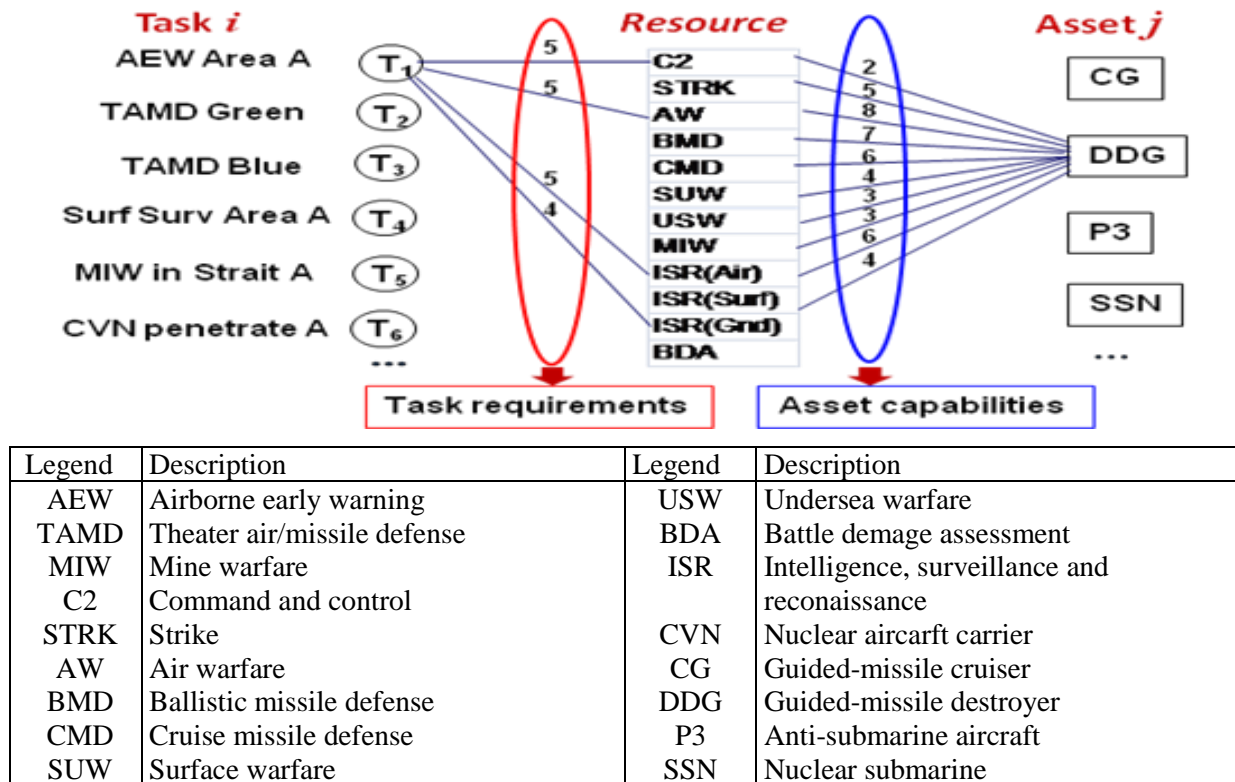 Task i Resource Asset j
AEW Area A T1
TAMD Green T2
TAMD Blue T3
Surf Surv Area A T4
MIW in Strait A T5
CVN penetrate A T6
...
5
5
5
4
C2
STRK
AW
BMD
CMD
SUW
USW
MIW
ISR(Air)
ISR(Surf)
ISR(Gnd)
BDA
2
5
8
7
6
4
3
3
6
4
CG
DDG
P3
SSN
...
Task requirements Asset capabilities
Legend Description Legend Description
AEW Airborne early warning USW Undersea warfare
TAMD Theater air/missile defense BDA Battle demage assessment
MIW Mine warfare ISR Intelligence, surveillance and
C2 Command and control reconaissance
STRK Strike CVN Nuclear aircarft carrier
AW Air warfare CG Guided-missile cruiser
BMD Ballistic missile defense DDG Guided-missile destroyer
CMD Cruise missile defense P3 Anti-submarine aircraft
SUW Surface warfare SSN Nuclear submarine